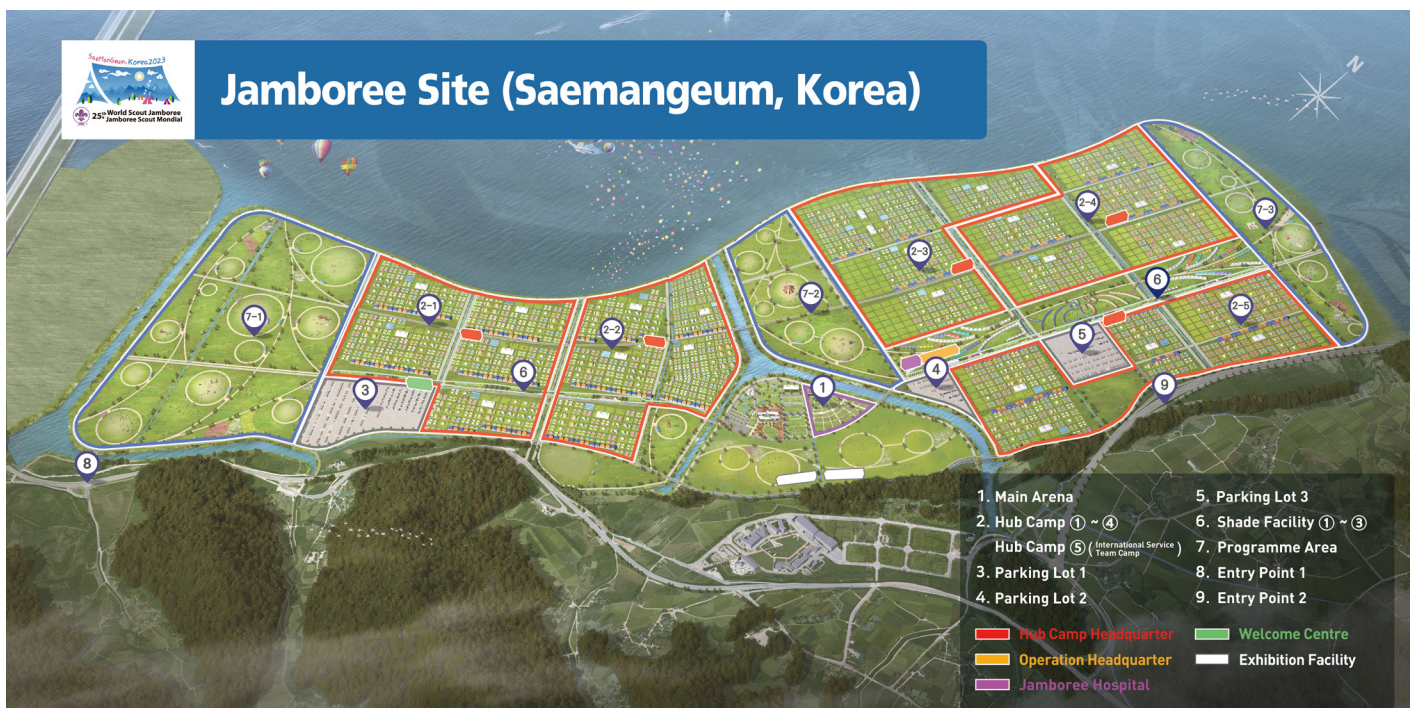 SaeManGeum, Korea 2023
25th World Scout Jamboree
Jamboree Scout Mondial
Jamboree Site (Saemangeum, Korea)
N
7-1
2-1
3
6
2-2
7-2
1
2-3
4
2-4
5
6
2-5
7-3
8
9
1. Main Arena
2. Hub Camp ① ~ ④
Hub Camp ⑤ (International Service Team Camp)
3. Parking Lot 1
4. Parking Lot 2
5. Parking Lot 3
6. Shade Facility ① ~ ③
7. Programme Area
8. Entry Point 1
9. Entry Point 2
Hub Camp Headquarter
Operation Headquarter
Jamboree Hospital
Welcome Centre
Exhibition Facility